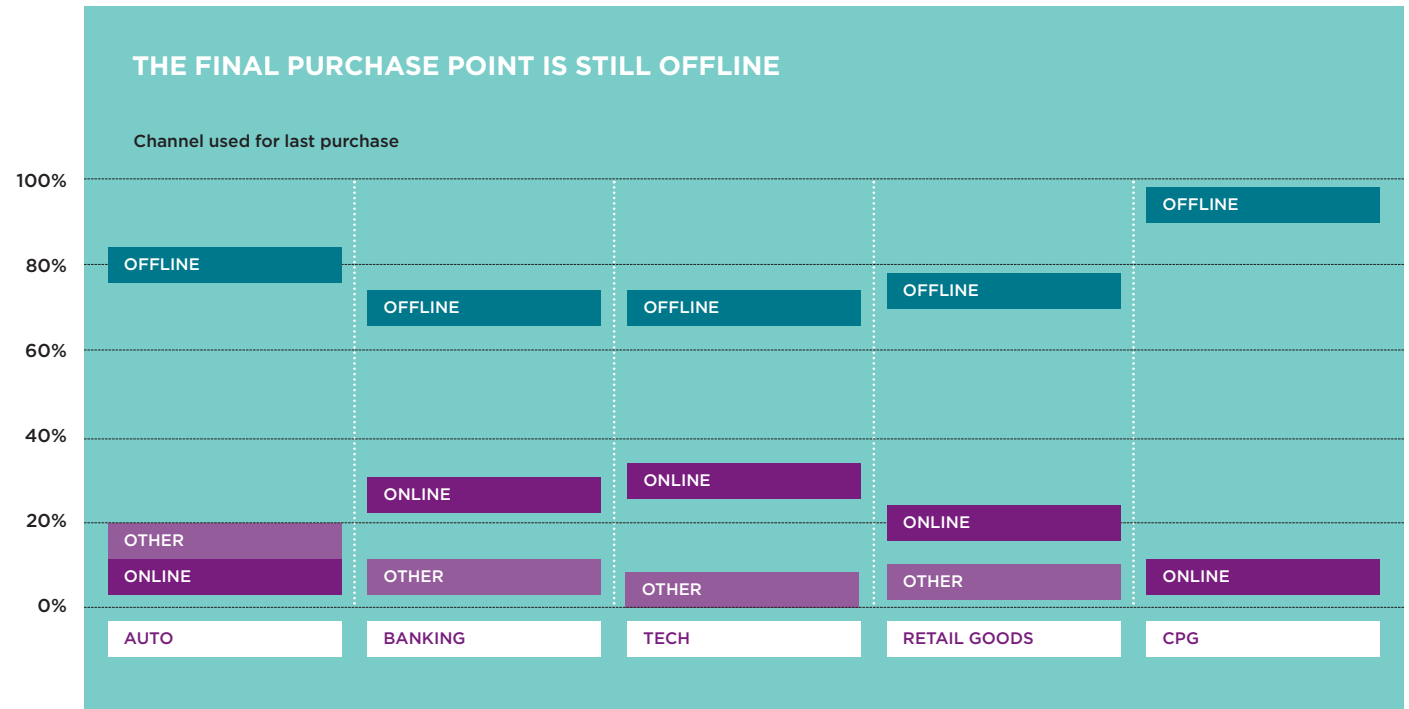 THE FINAL PURCHASE POINT IS STILL OFFLINE
Channel used for last purchase
100%
80%
60%
40%
20%
0%
OFFLINE
OTHER
ONLINE
AUTO
OFFLINE
ONLINE
OTHER
BANKING
OFFLINE
ONLINE
OTHER
TECH
OFFLINE
ONLINE
OTHER
RETAIL GOODS
OFFLINE
ONLINE
CPG